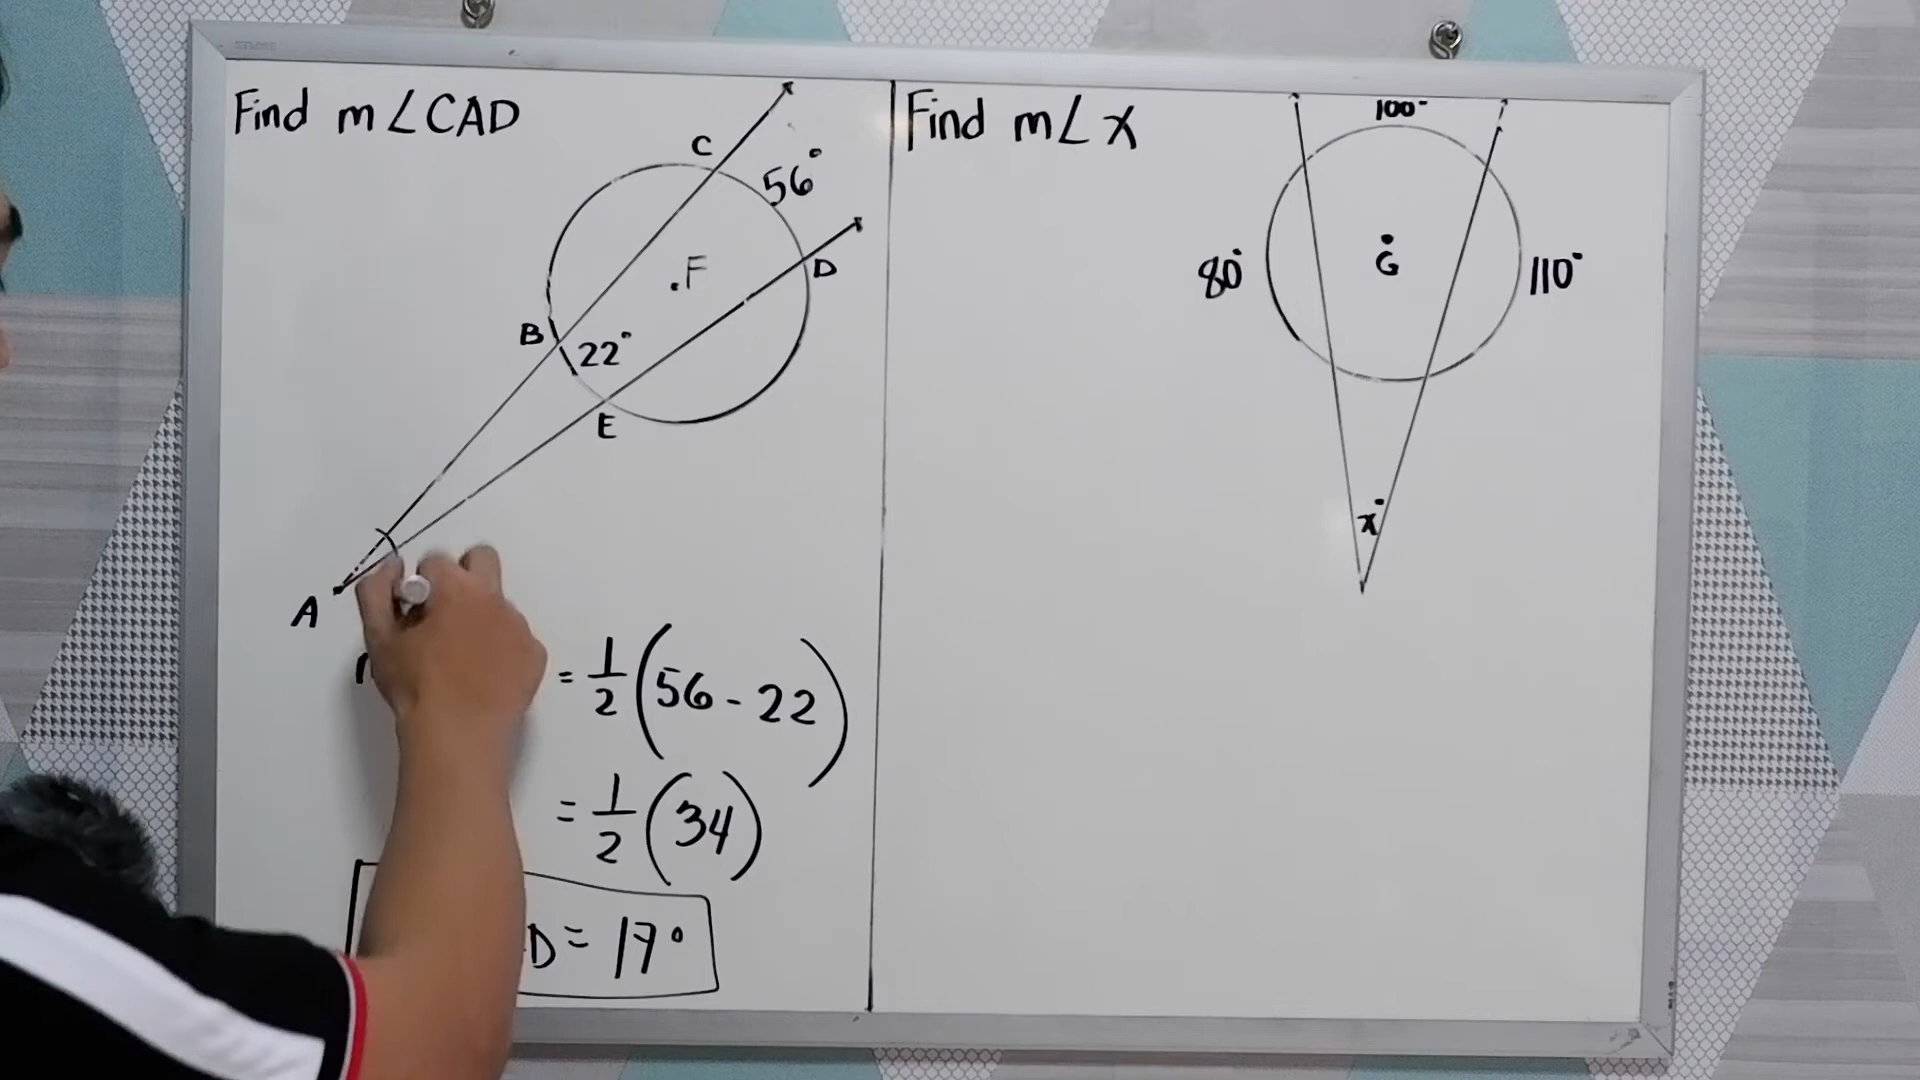 Find m∠CAD
C
56°
.F
D
B
22°
E
A
= 1/2 (56 - 22)
= 1/2 (34)
D = 17°
Find m∠X
100°
80°
G
110°
x°